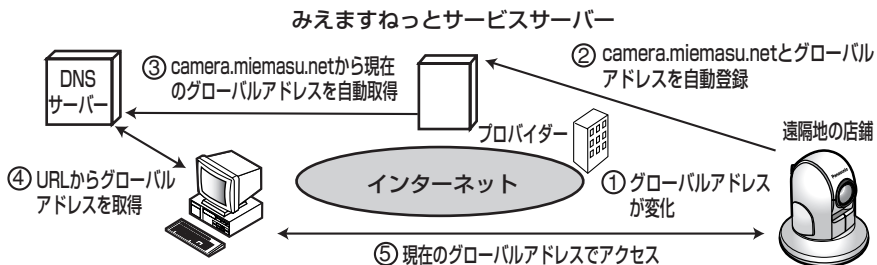 みえますねっとサービスサーバー
② camera.miemasu.netとグローバル
アドレスを自動登録
③ camera.miemasu.netから現在
のグローバルアドレスを自動取得
DNS
サーバー
プロバイダー
遠隔地の店舗
④ URLからグローバル
アドレスを取得
インターネット
① グローバルアドレス
が変化
Panasonic
⑤ 現在のグローバルアドレスでアクセス